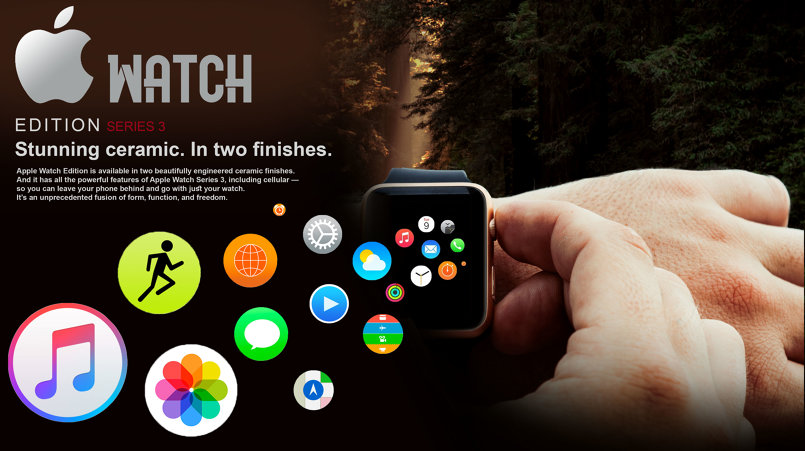 WATCH
EDITION SERIES 3
Stunning ceramic. In two finishes.
Apple Watch Edition is available in two beautifully engineered ceramic finishes.
And it has all the powerful features of Apple Watch Series 3, including cellular —
so you can leave your phone behind and go with just your watch.
It's an unprecedented fusion of form, function, and freedom.
9